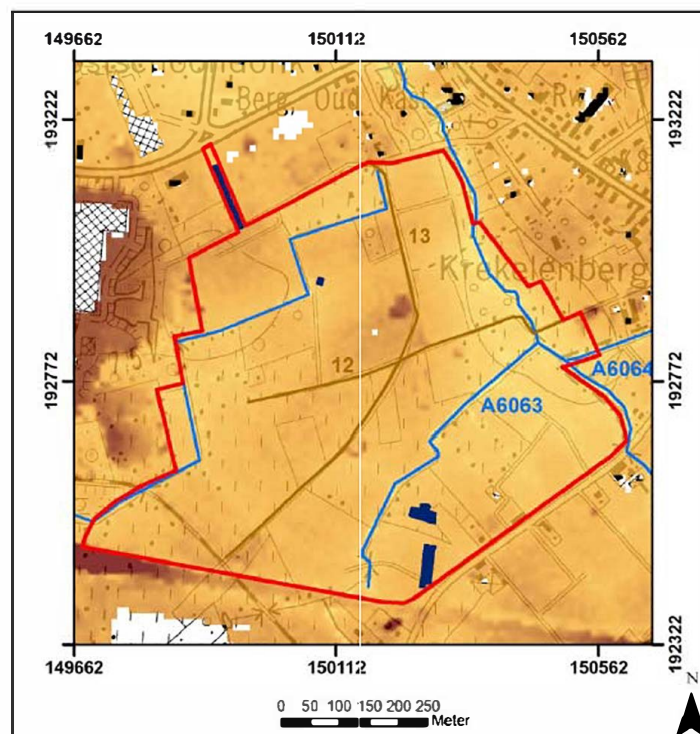 149662 150112 150562
193222 193222
Berg Oud Kast
13
Krekelenberg
192772 192772
12
A6064
A6063
192322
149662 150112 150562
N
0 50 100 150 200 250
Meter